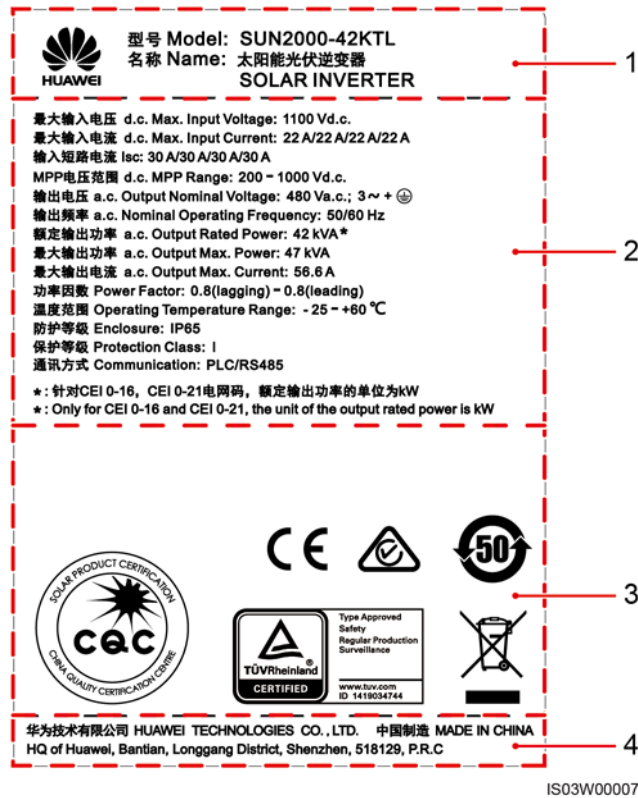 HUAWEI
型号 Model: SUN2000-42KTL
名称 Name: 太阳能光伏逆变器
SOLAR INVERTER
1
最大输入电压 d.c. Max. Input Voltage: 1100 Vd.c.
最大输入电流 d.c. Max. Input Current: 22 A/22 A/22 A/22 A
输入短路电流 Isc: 30 A/30 A/30 A/30 A
MPP电压范围 d.c. MPP Range: 200 - 1000 Vd.c.
输出电压 a.c. Output Nominal Voltage: 480 Va.c.; 3~ + ⏚
输出频率 a.c. Nominal Operating Frequency: 50/60 Hz
额定输出功率 a.c. Output Rated Power: 42 kVA*
最大输出功率 a.c. Output Max. Power: 47 kVA
最大输出电流 a.c. Output Max. Current: 56.6 A
功率因数 Power Factor: 0.8(lagging) - 0.8(leading)
温度范围 Operating Temperature Range: - 25 - +60 ℃
防护等级 Enclosure: IP65
保护等级 Protection Class: I
通讯方式 Communication: PLC/RS485
*: 针对CEI 0-16，CEI 0-21电网码，额定输出功率的单位为kW
*: Only for CEI 0-16 and CEI 0-21, the unit of the output rated power is kW
2
CE
50
SOLAR PRODUCT CERTIFICATION
CQC
CHINA QUALITY CERTIFICATION CENTRE
TÜVRheinland®
CERTIFIED
Type Approved
Safety
Regular Production
Surveillance
www.tuv.com
ID 1419034744
3
华为技术有限公司 HUAWEI TECHNOLOGIES CO., LTD. 中国制造 MADE IN CHINA
HQ of Huawei, Bantian, Longgang District, Shenzhen, 518129, P.R.C
4
IS03W00007